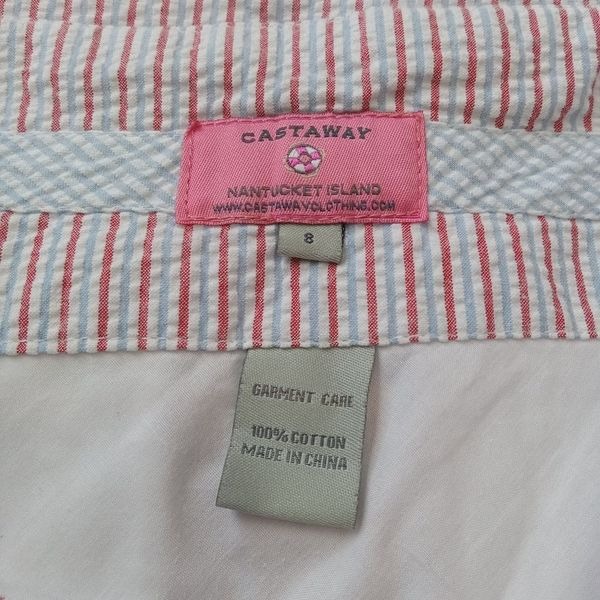 CASTAWAY
NANTUCKET ISLAND
WWW.CASTAWAYCLOTHING.COM
8
GARMENT CARE
100% COTTON
MADE IN CHINA